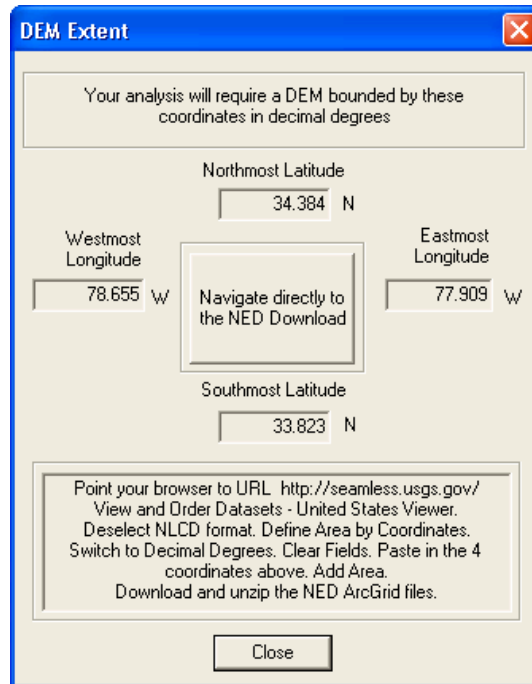 DEM Extent
Your analysis will require a DEM bounded by these
coordinates in decimal degrees
Northmost Latitude
34.384 N
Westmost
Longitude
78.655 W
Navigate directly to
the NED Download
Eastmost
Longitude
77.909 W
Southmost Latitude
33.823 N
Point your browser to URL http://seamless.usgs.gov/
View and Order Datasets - United States Viewer.
Deselect NLCD format. Define Area by Coordinates.
Switch to Decimal Degrees. Clear Fields. Paste in the 4
coordinates above. Add Area.
Download and unzip the NED ArcGrid files.
Close